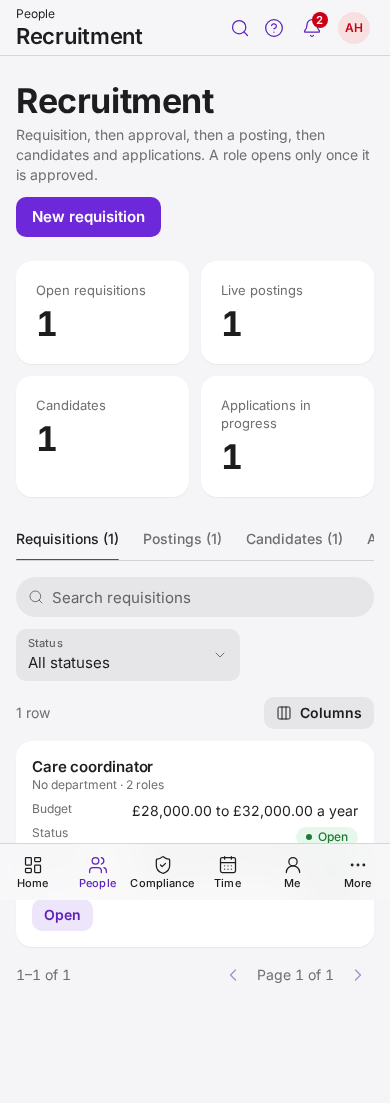 People
Recruitment
2
AH
Recruitment
Requisition, then approval, then a posting, then
candidates and applications. A role opens only once it
is approved.
New requisition
Open requisitions
1
Live postings
1
Candidates
1
Applications in
progress
1
Requisitions (1)
Postings (1)
Candidates (1)
Search requisitions
Status
All statuses
1 row
Columns
Care coordinator
No department · 2 roles
Budget
£28,000.00 to £32,000.00 a year
Status
Open
Home
People
Compliance
Time
Me
More
Open
1–1 of 1
Page 1 of 1